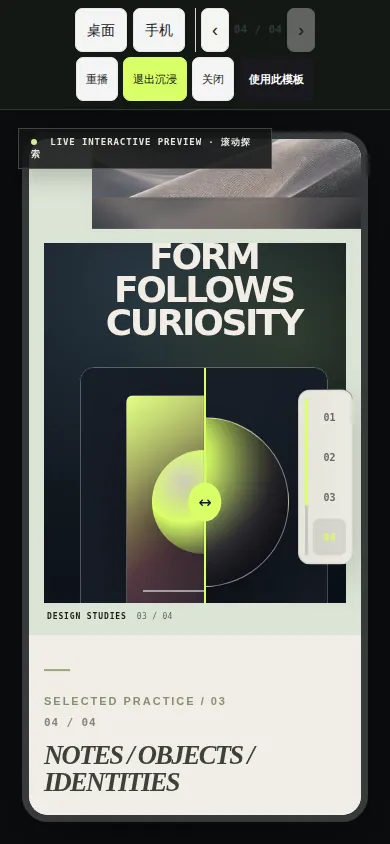 桌面 手机 ‹ 04 / 04 ›
重播 退出沉浸 关闭 使用此模板
LIVE INTERACTIVE PREVIEW · 滚动探
索
FORM
FOLLOWS
CURIOSITY
01
02
03
04
↔
DESIGN STUDIES 03 / 04
SELECTED PRACTICE / 03
04 / 04
NOTES / OBJECTS /
IDENTITIES